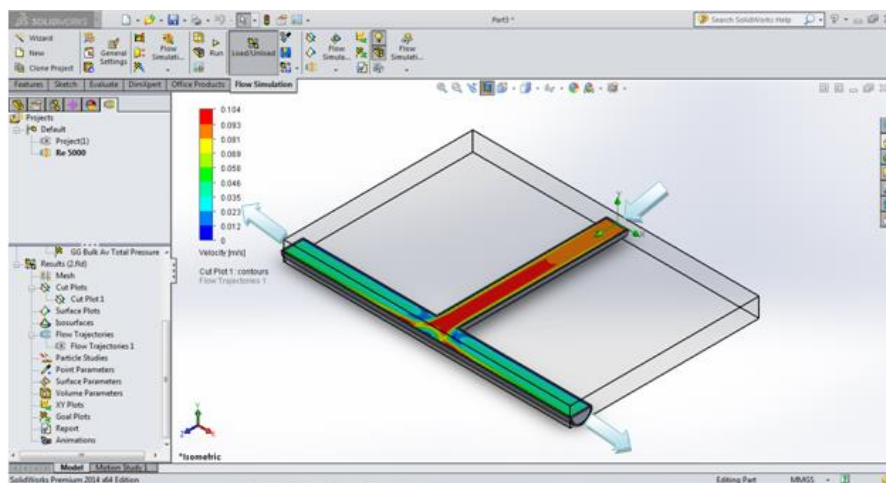 SOLIDWORKS
Part3 *
Search SolidWorks Help
Wizard
New
Clone Project
General Settings
Flow Simulati...
Run
Load/Unload
Flow Simula...
Flow Simulati...
Features Sketch Evaluate DimXpert Office Products Flow Simulation
Projects
Default
Project(1)
Re 5000
GG Bulk Av Total Pressure
Results (2.fld)
Mesh
Cut Plots
Cut Plot 1
Surface Plots
Isosurfaces
Flow Trajectories
Flow Trajectories 1
Particle Studies
Point Parameters
Surface Parameters
Volume Parameters
XY Plots
Goal Plots
Report
Animations
0.104
0.093
0.081
0.069
0.058
0.046
0.035
0.023
0.012
0
Velocity [m/s]
Cut Plot 1: contours
Flow Trajectories 1
Y
X
Y
Z
X
*Isometric
Model Motion Study 1
SolidWorks Premium 2014 x64 Edition
Editing Part MMGS